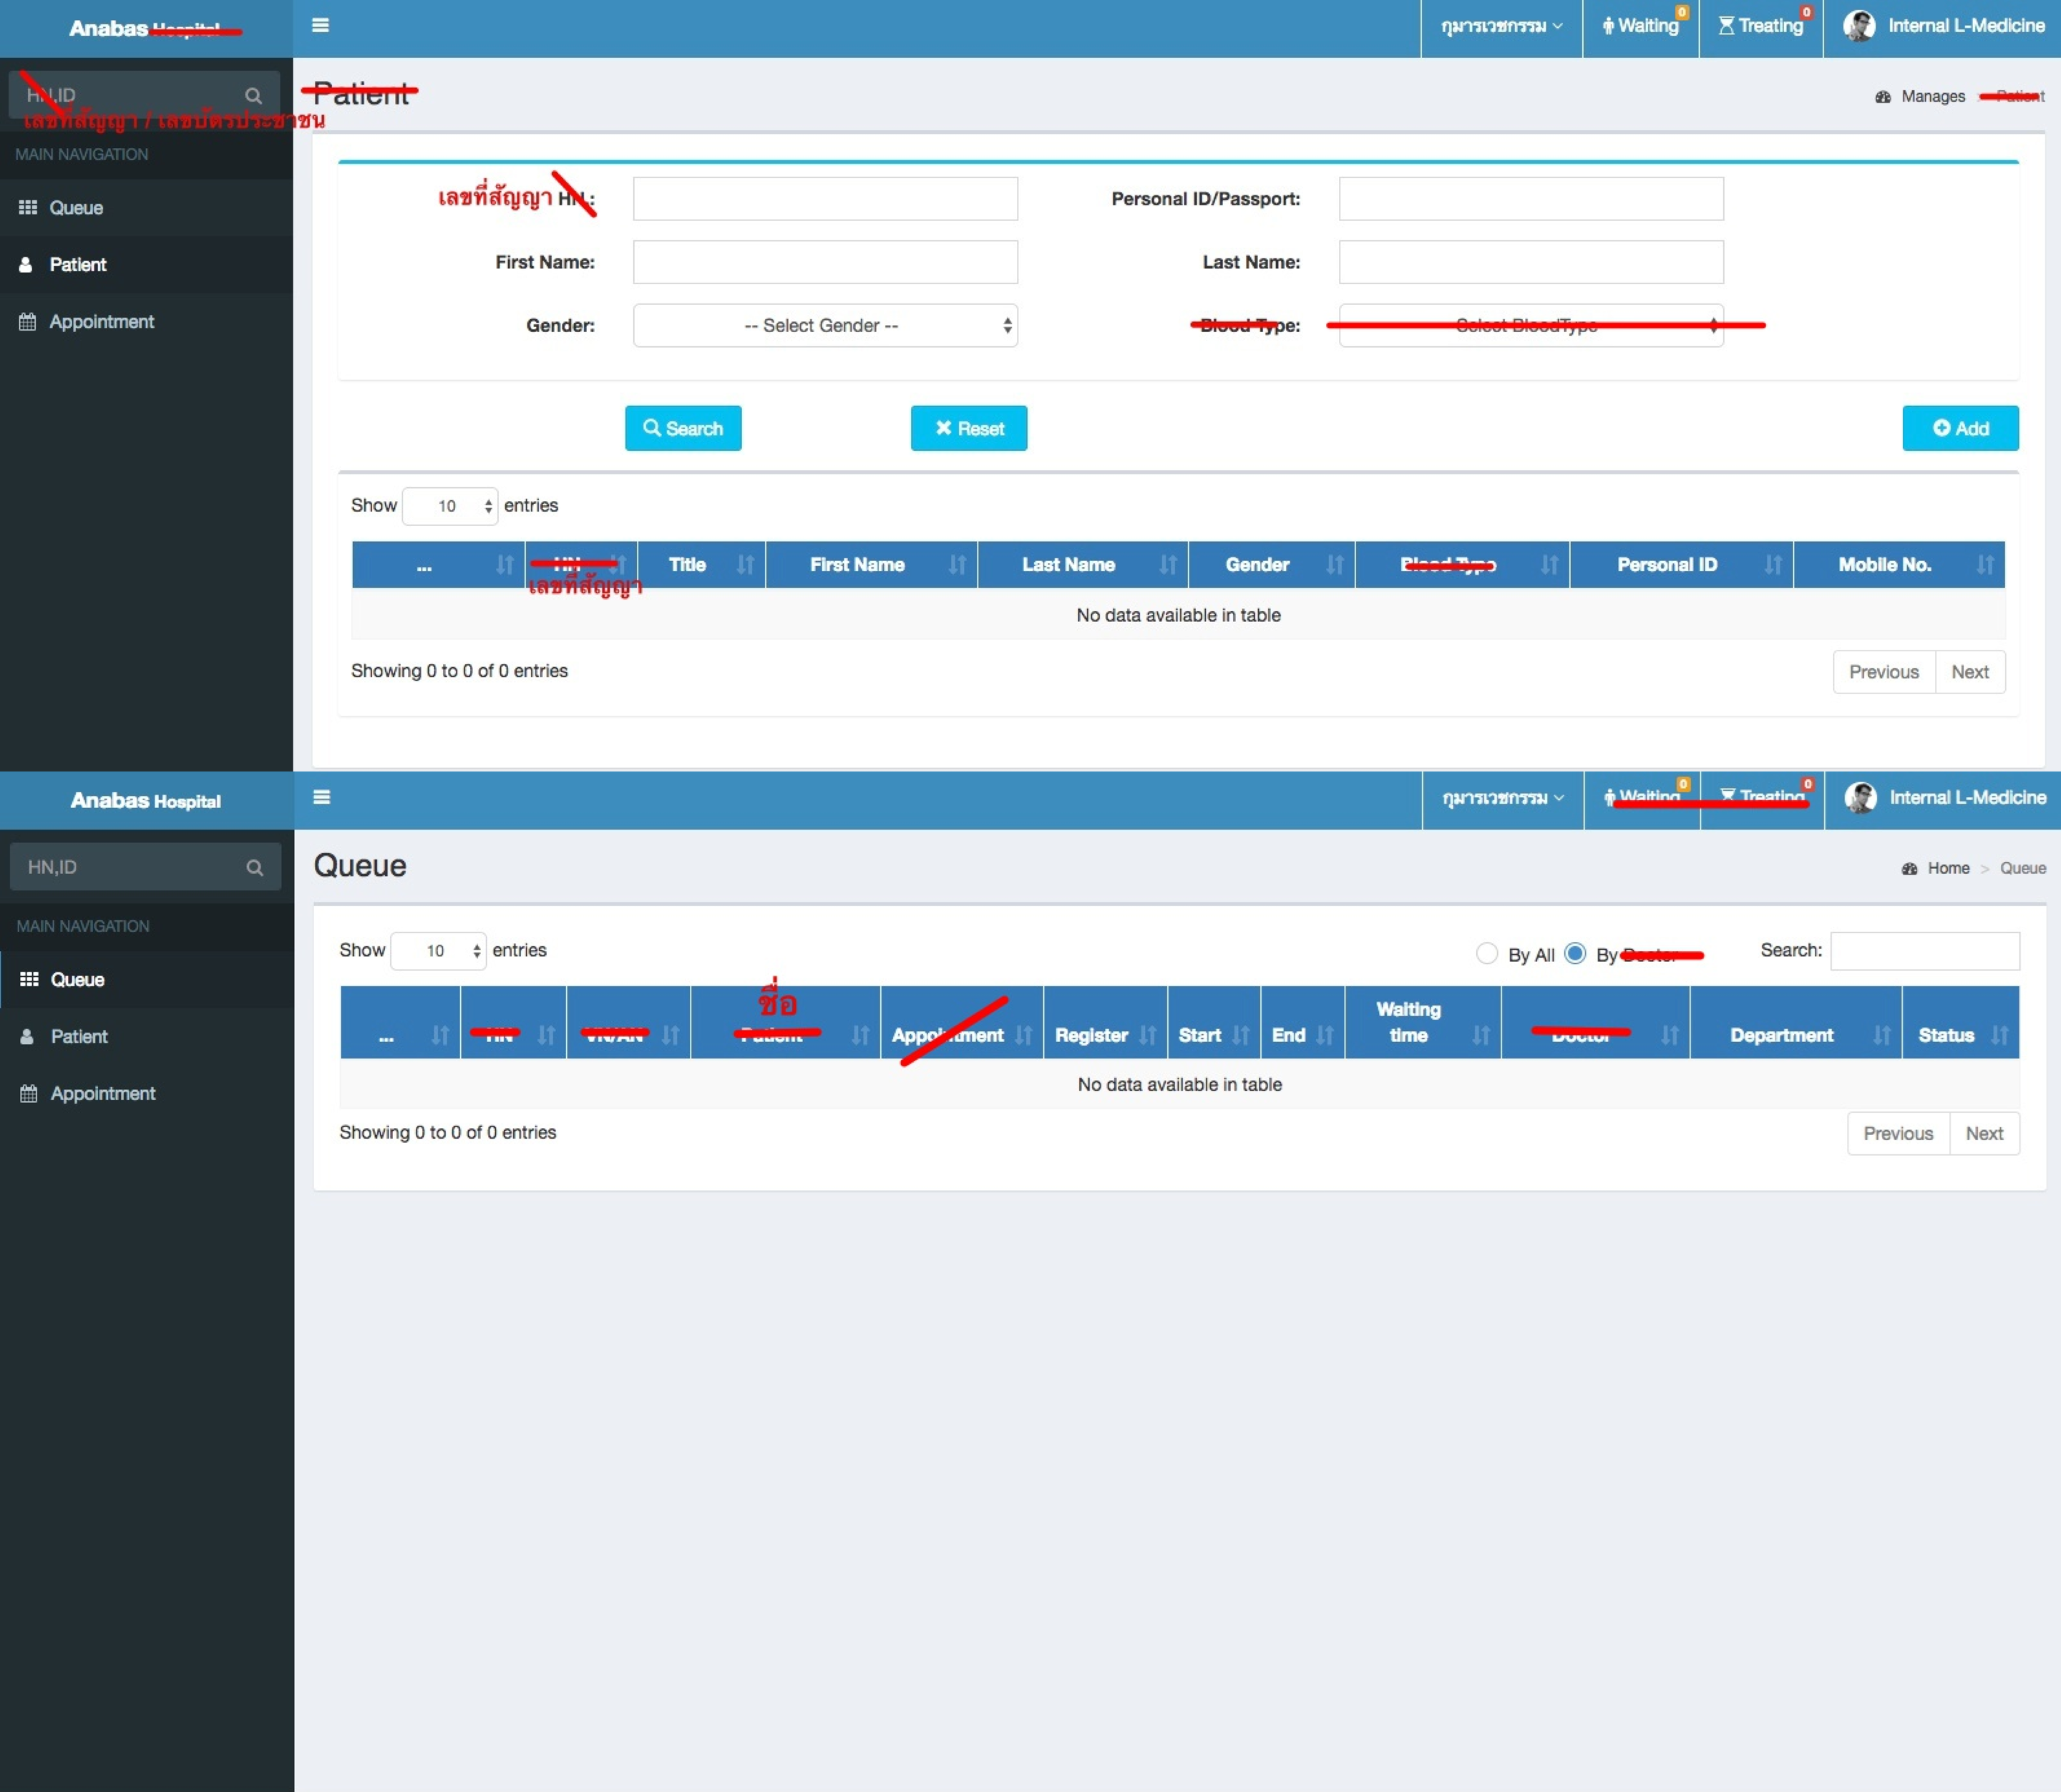 Anabas Hospital
กุมารเวชกรรม
Waiting 0
Treating 0
Internal L-Medicine
HN,ID
เลขที่สัญญา / เลขบัตรประชาชน
Patient
Manages Patient
MAIN NAVIGATION
Queue
Patient
Appointment
เลขที่สัญญา HN.:
Personal ID/Passport:
First Name:
Last Name:
Gender:
-- Select Gender --
Blood Type:
Select BloodType
Search
Reset
Add
Show 10 entries
... HN Title First Name Last Name Gender Blood Type Personal ID Mobile No.
เลขที่สัญญา
No data available in table
Showing 0 to 0 of 0 entries
Previous Next
Anabas Hospital
กุมารเวชกรรม
Waiting 0
Treating 0
Internal L-Medicine
HN,ID
Queue
Home > Queue
MAIN NAVIGATION
Queue
Patient
Appointment
Show 10 entries
By All By Doctor
Search:
ชื่อ
... HN VN/AN Patient Appointment Register Start End Waiting time Doctor Department Status
No data available in table
Showing 0 to 0 of 0 entries
Previous Next